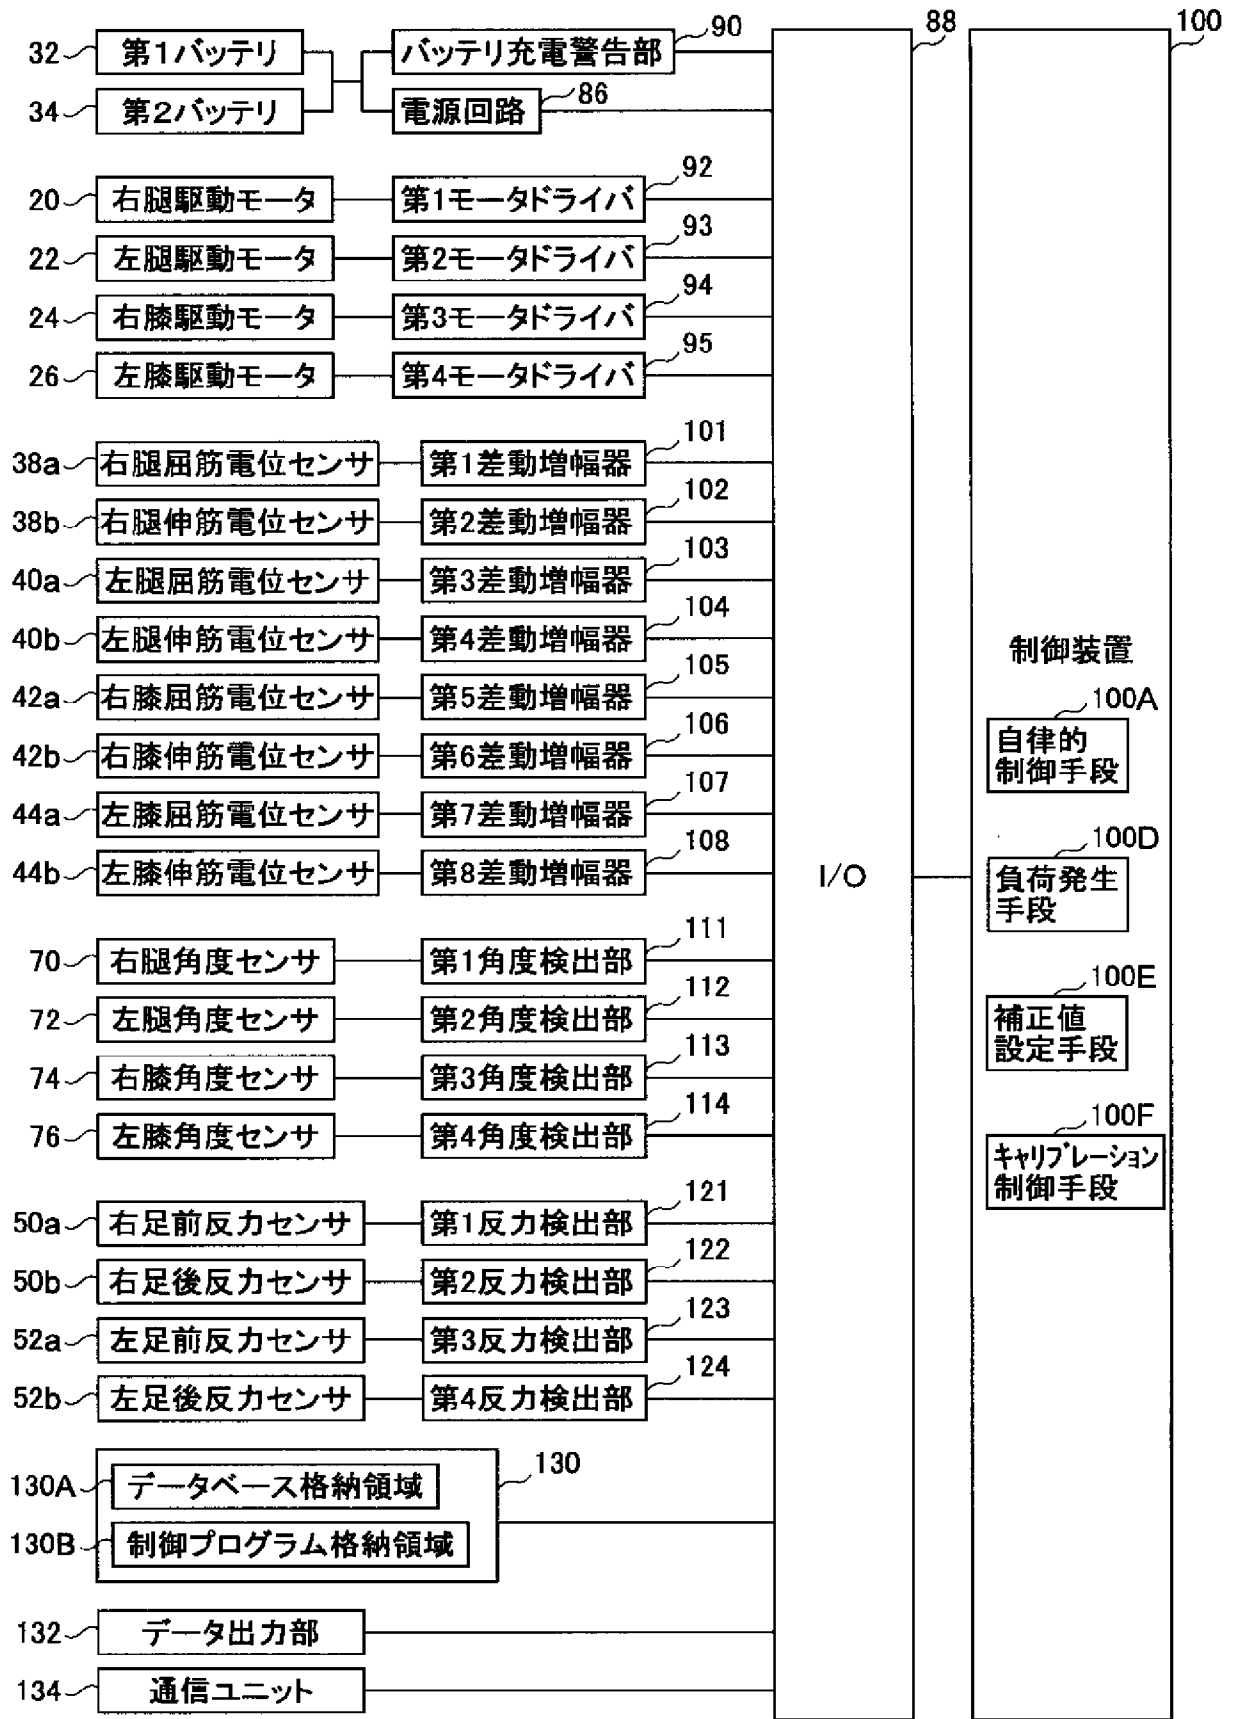 32 第1バッテリ バッテリ充電警告部 90 88 100
34 第2バッテリ 電源回路 86
20 右腿駆動モータ 第1モータドライバ 92
22 左腿駆動モータ 第2モータドライバ 93
24 右膝駆動モータ 第3モータドライバ 94
26 左膝駆動モータ 第4モータドライバ 95
38a 右腿屈筋電位センサ 第1差動増幅器 101
38b 右腿伸筋電位センサ 第2差動増幅器 102
40a 左腿屈筋電位センサ 第3差動増幅器 103
40b 左腿伸筋電位センサ 第4差動増幅器 104
42a 右膝屈筋電位センサ 第5差動増幅器 105
42b 右膝伸筋電位センサ 第6差動増幅器 106
44a 左膝屈筋電位センサ 第7差動増幅器 107
44b 左膝伸筋電位センサ 第8差動増幅器 108
70 右腿角度センサ 第1角度検出部 111
72 左腿角度センサ 第2角度検出部 112
74 右膝角度センサ 第3角度検出部 113
76 左膝角度センサ 第4角度検出部 114
50a 右足前反力センサ 第1反力検出部 121
50b 右足後反力センサ 第2反力検出部 122
52a 左足前反力センサ 第3反力検出部 123
52b 左足後反力センサ 第4反力検出部 124
130A データベース格納領域 130
130B 制御プログラム格納領域
132 データ出力部
134 通信ユニット
I/O
制御装置
100A
自律的
制御手段
100D
負荷発生
手段
100E
補正値
設定手段
100F
キャリブレーション
制御手段